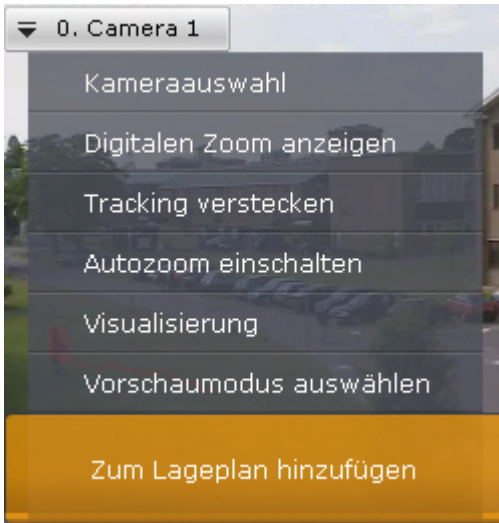 0. Camera 1
Kameraauswahl
Digitalen Zoom anzeigen
Tracking verstecken
Autozoom einschalten
Visualisierung
Vorschaumodus auswählen
Zum Lageplan hinzufügen